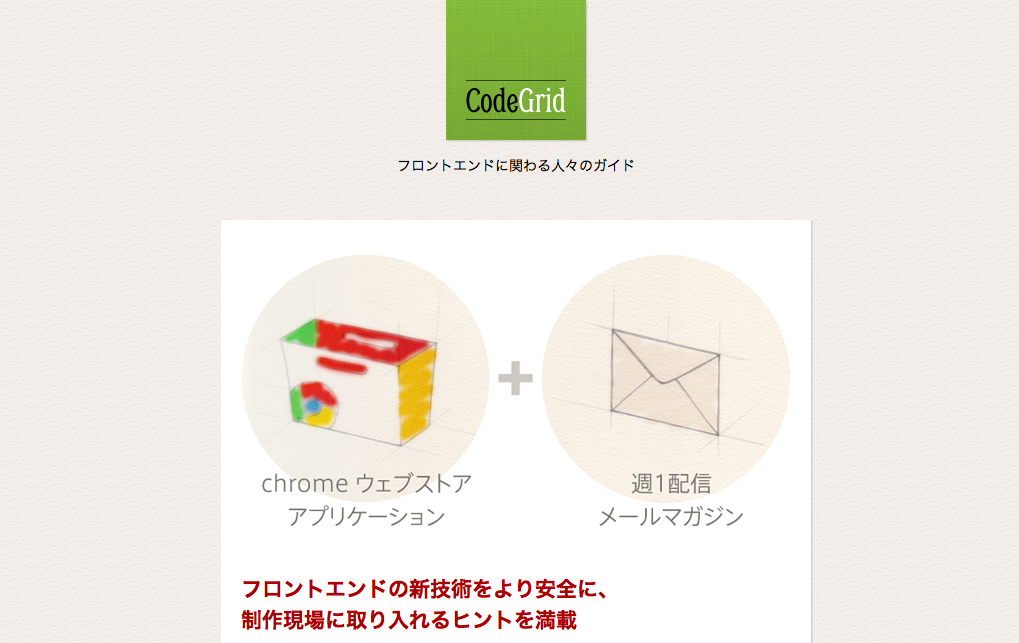 CodeGrid
フロントエンドに関わる人々のガイド
chrome ウェブストア
アプリケーション
週1配信
メールマガジン
フロントエンドの新技術をより安全に、
制作現場に取り入れるヒントを満載